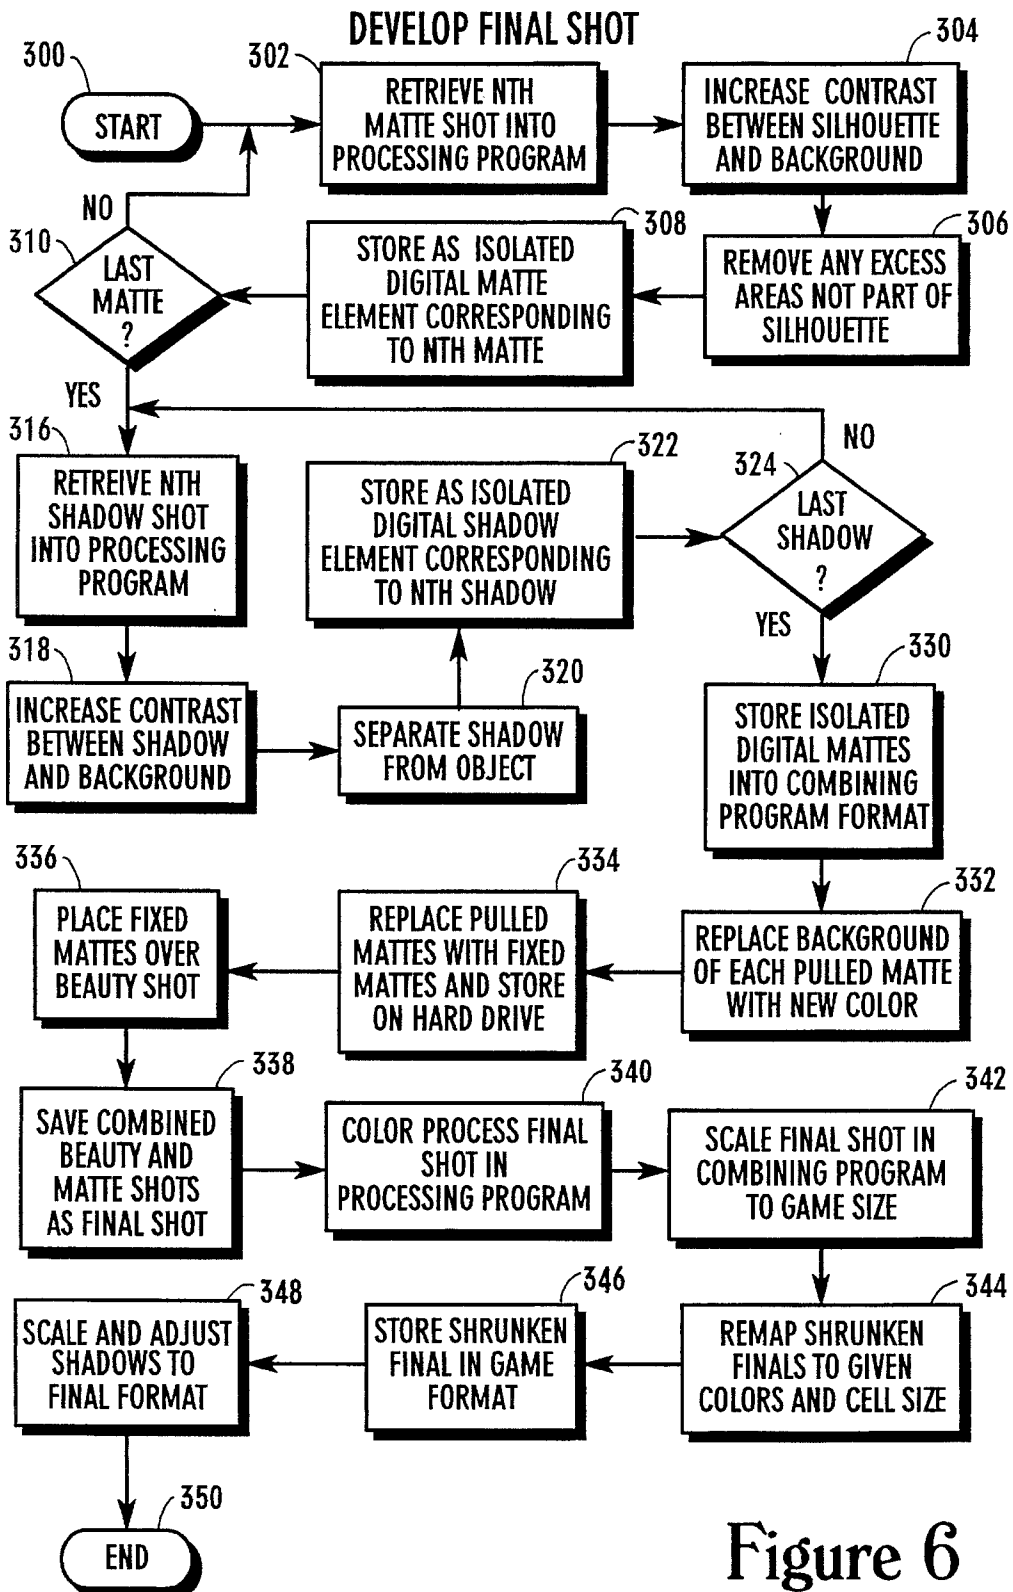 DEVELOP FINAL SHOT
300
START
302
RETRIEVE NTH
MATTE SHOT INTO
PROCESSING PROGRAM
304
INCREASE CONTRAST
BETWEEN SILHOUETTE
AND BACKGROUND
306
REMOVE ANY EXCESS
AREAS NOT PART OF
SILHOUETTE
308
STORE AS ISOLATED
DIGITAL MATTE
ELEMENT CORRESPONDING
TO NTH MATTE
310
LAST
MATTE
?
NO
YES
316
RETREIVE NTH
SHADOW SHOT
INTO PROCESSING
PROGRAM
318
INCREASE CONTRAST
BETWEEN SHADOW
AND BACKGROUND
320
SEPARATE SHADOW
FROM OBJECT
322
STORE AS ISOLATED
DIGITAL SHADOW
ELEMENT CORRESPONDING
TO NTH SHADOW
324
LAST
SHADOW
?
NO
YES
330
STORE ISOLATED
DIGITAL MATTES
INTO COMBINING
PROGRAM FORMAT
332
REPLACE BACKGROUND
OF EACH PULLED MATTE
WITH NEW COLOR
334
REPLACE PULLED
MATTES WITH FIXED
MATTES AND STORE
ON HARD DRIVE
336
PLACE FIXED
MATTES OVER
BEAUTY SHOT
338
SAVE COMBINED
BEAUTY AND
MATTE SHOTS
AS FINAL SHOT
340
COLOR PROCESS FINAL
SHOT IN
PROCESSING PROGRAM
342
SCALE FINAL SHOT IN
COMBINING PROGRAM
TO GAME SIZE
344
REMAP SHRUNKEN
FINALS TO GIVEN
COLORS AND CELL SIZE
346
STORE SHRUNKEN
FINAL IN GAME
FORMAT
348
SCALE AND ADJUST
SHADOWS TO
FINAL FORMAT
350
END
Figure 6